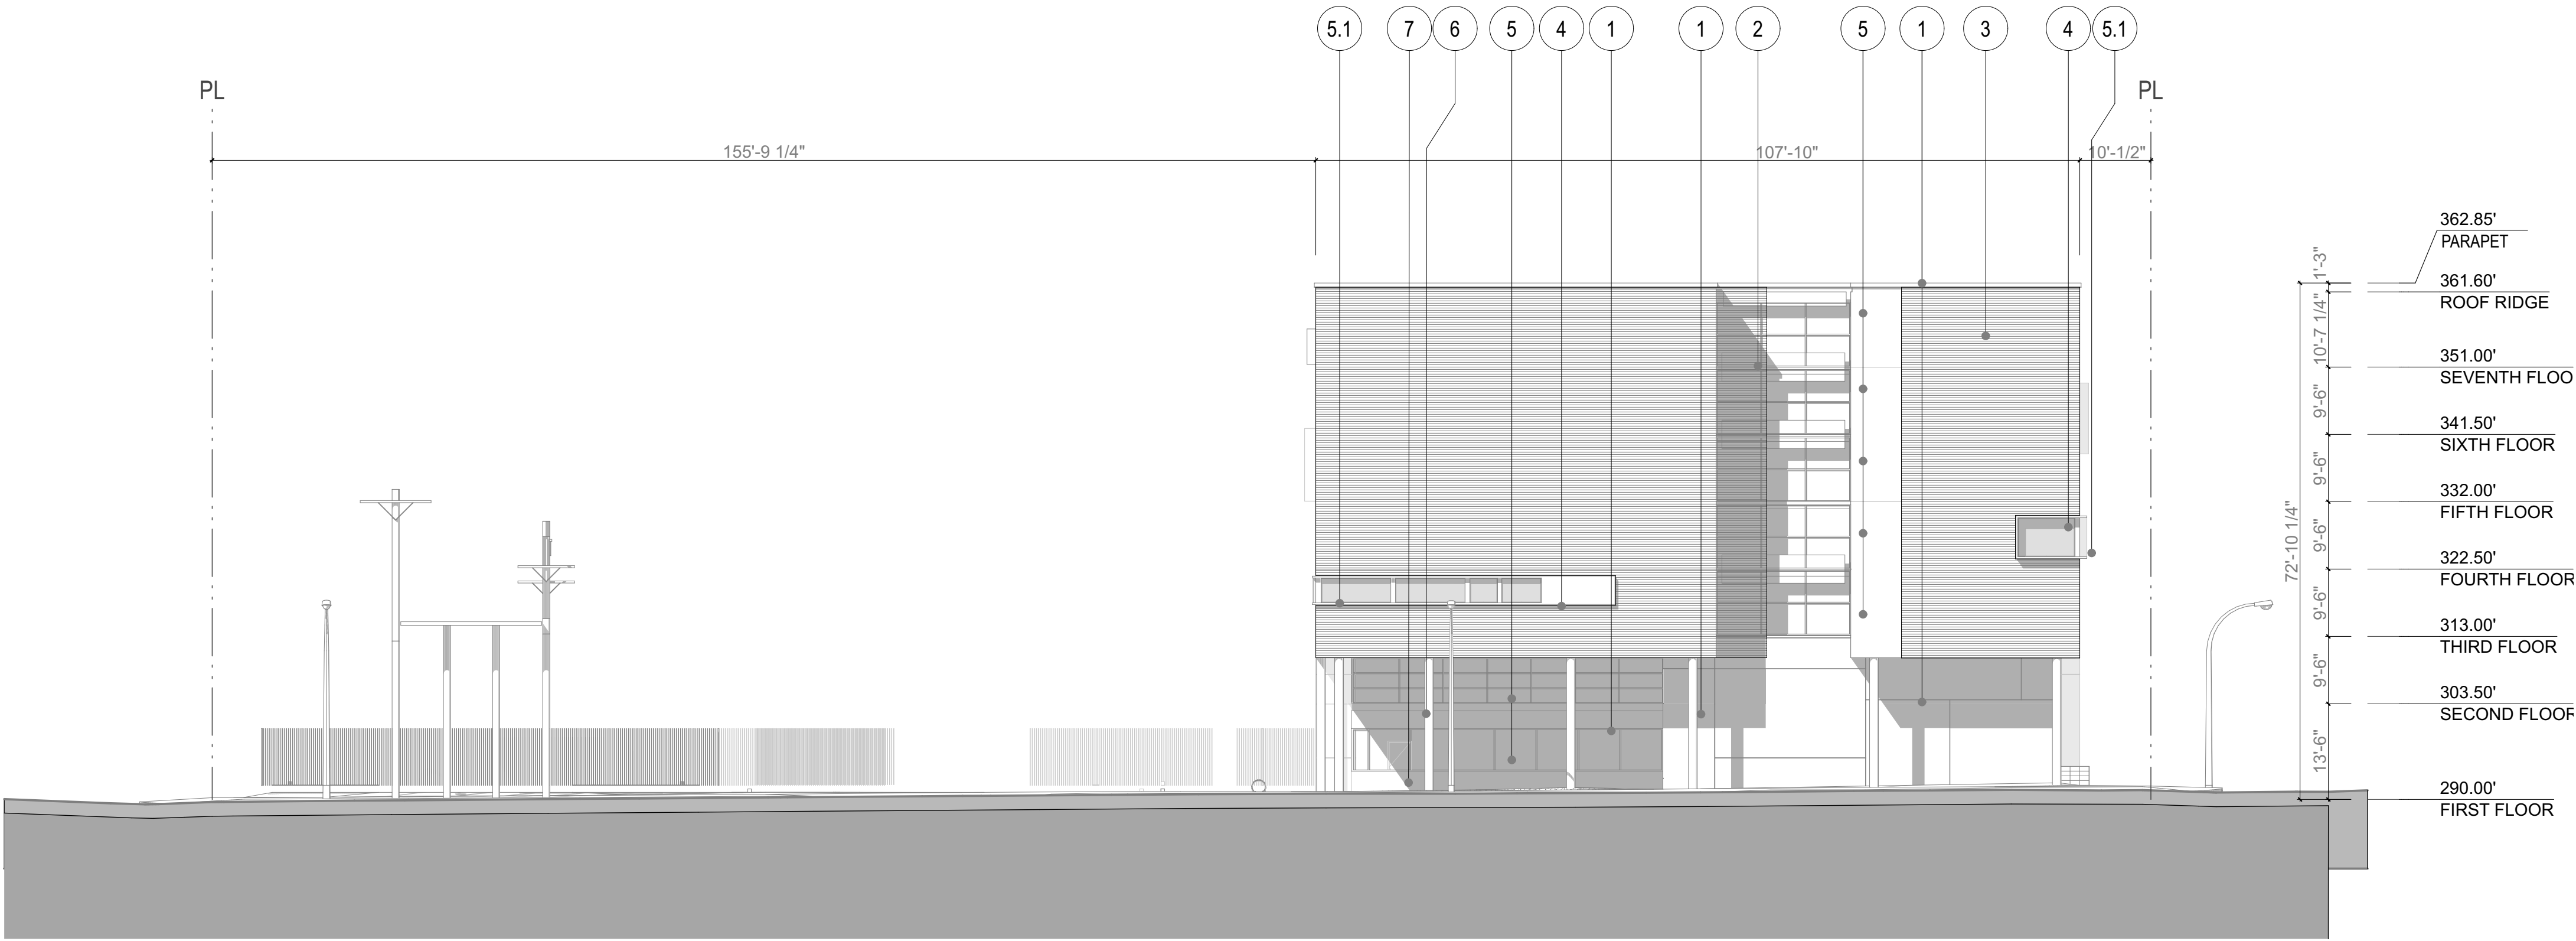 5.1 7 6 5 4 1 1 2 5 1 3 4 5.1
PL PL
155'-9 1/4" 107'-10" 10'-1/2"
362.85'
PARAPET
1'-3"
361.60'
ROOF RIDGE
10'-7 1/4"
351.00'
SEVENTH FLOO
9'-6"
341.50'
SIXTH FLOOR
9'-6"
332.00'
FIFTH FLOOR
9'-6"
72'-10 1/4"
322.50'
FOURTH FLOOR
9'-6"
313.00'
THIRD FLOOR
9'-6"
303.50'
SECOND FLOOR
13'-6"
290.00'
FIRST FLOOR